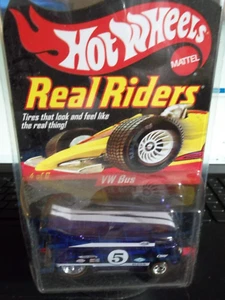 Hot Wheels
MATTEL
Real Riders
Tires that look and feel like
the real thing!
VW Bus
5